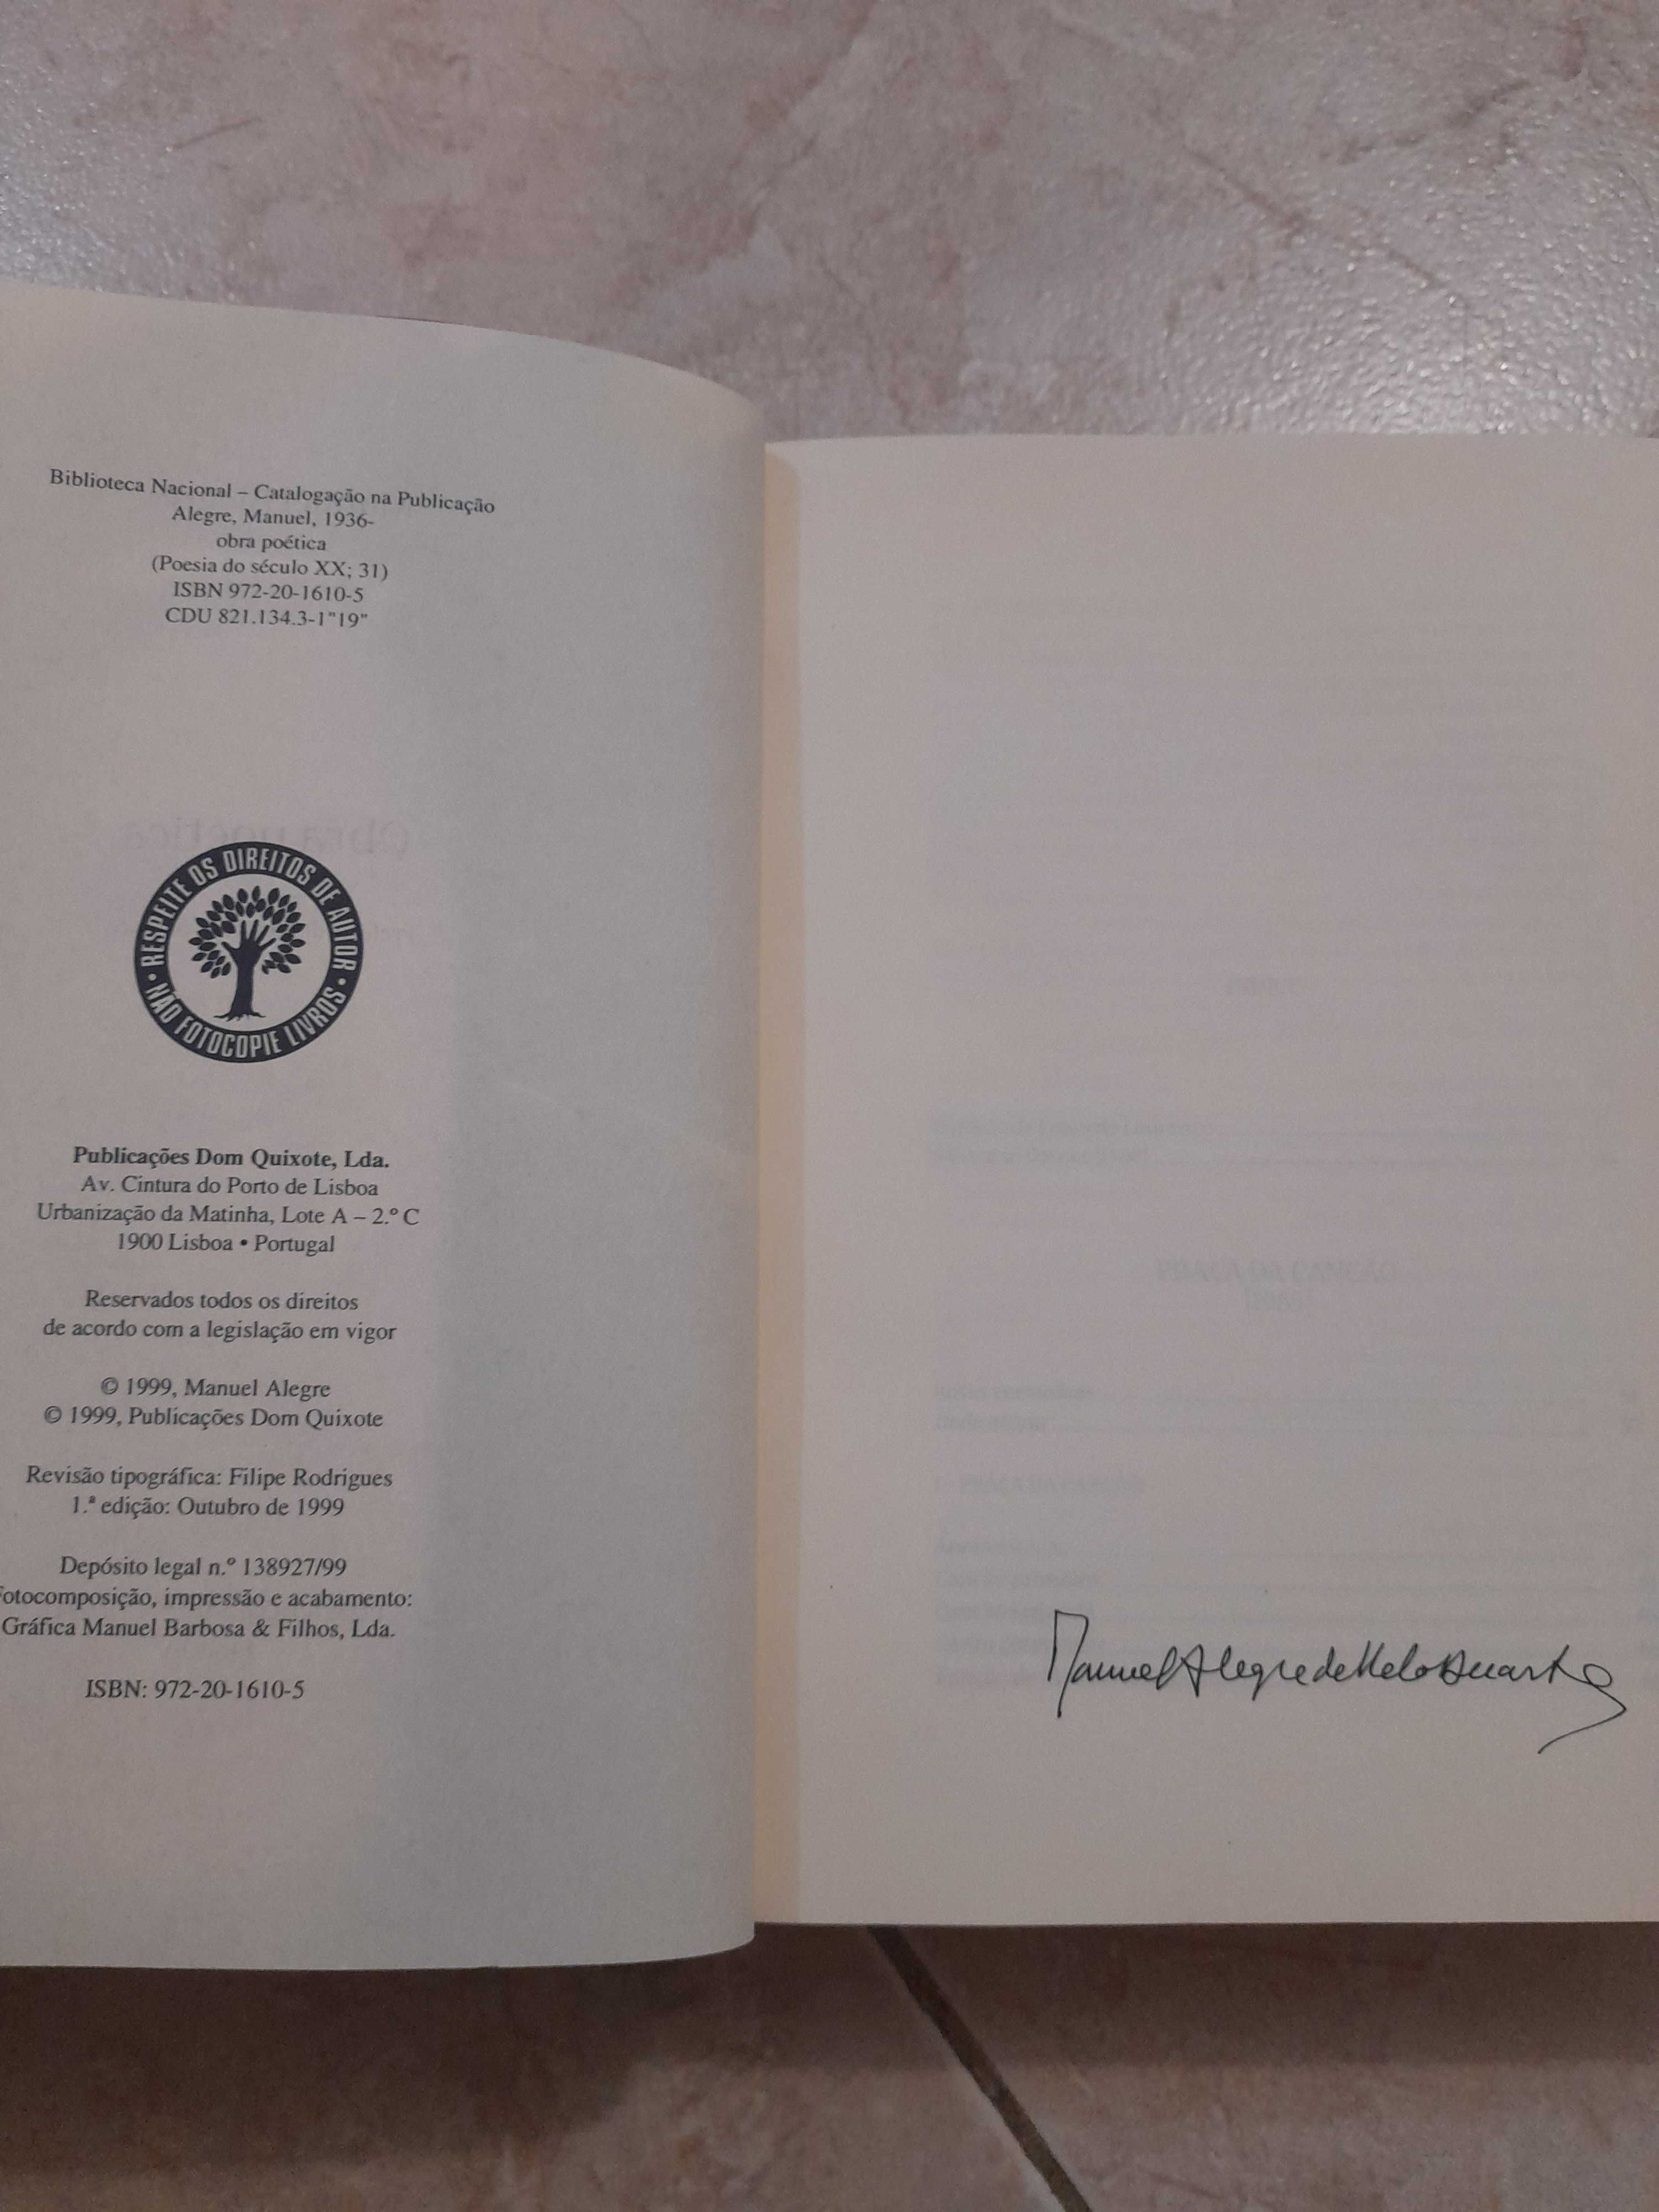 Biblioteca Nacional – Catalogação na Publicação
Alegre, Manuel, 1936-
obra poética
(Poesia do século XX; 31)
ISBN 972-20-1610-5
CDU 821.134.3-1"19"
Obra poética
RESPEITE OS DIREITOS DE AUTOR •
NÃO FOTOCOPIE LIVROS •
Publicações Dom Quixote, Lda.
Av. Cintura do Porto de Lisboa
Urbanização da Matinha, Lote A – 2.º C
1900 Lisboa • Portugal
Reservados todos os direitos
de acordo com a legislação em vigor
© 1999, Manuel Alegre
© 1999, Publicações Dom Quixote
Revisão tipográfica: Filipe Rodrigues
1.ª edição: Outubro de 1999
Depósito legal n.º 138927/99
Fotocomposição, impressão e acabamento:
Gráfica Manuel Barbosa & Filhos, Lda.
ISBN: 972-20-1610-5
PRAÇA DA CANÇÃO
Manuel Alegre de Melo Duarte